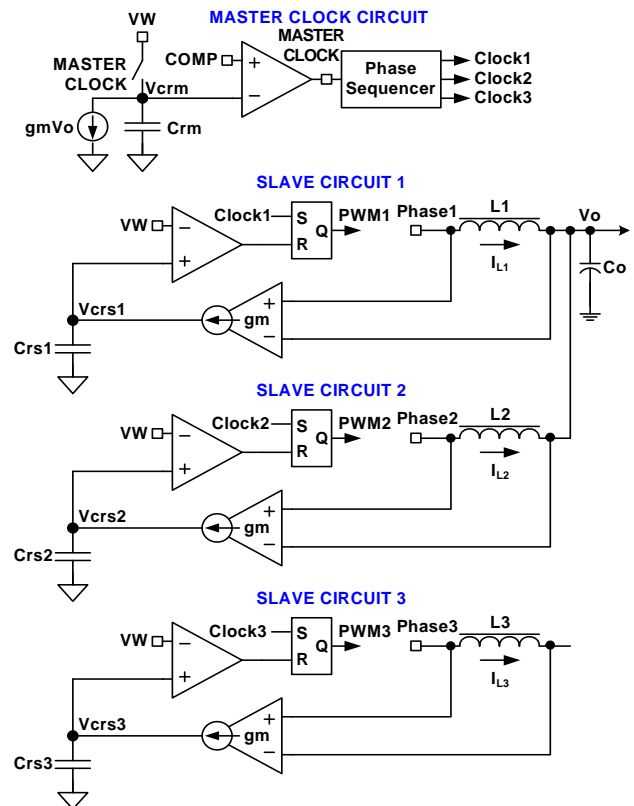 MASTER CLOCK CIRCUIT
VW
MASTER
CLOCK
COMP
MASTER
CLOCK
Phase
Sequencer
Clock1
Clock2
Clock3
Vcrm
gmVo
Crm
+
−
SLAVE CIRCUIT 1
VW
−
+
Clock1
S
R
Q
PWM1
Phase1
L1
Vo
IL1
Co
Vcrs1
gm
+
−
Crs1
SLAVE CIRCUIT 2
VW
−
+
Clock2
S
R
Q
PWM2
Phase2
L2
IL2
Vcrs2
gm
+
−
Crs2
SLAVE CIRCUIT 3
VW
−
+
Clock3
S
R
Q
PWM3
Phase3
L3
IL3
Vcrs3
gm
+
−
Crs3